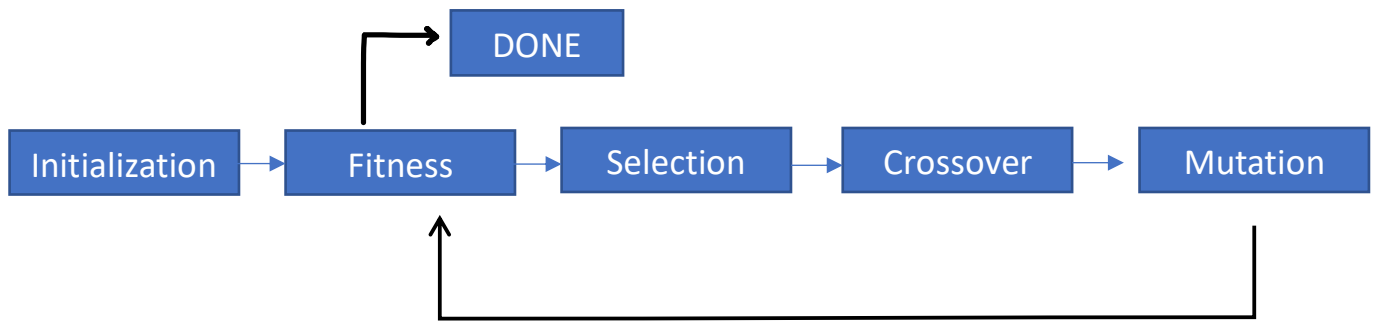 DONE
Initialization
Fitness
Selection
Crossover
Mutation